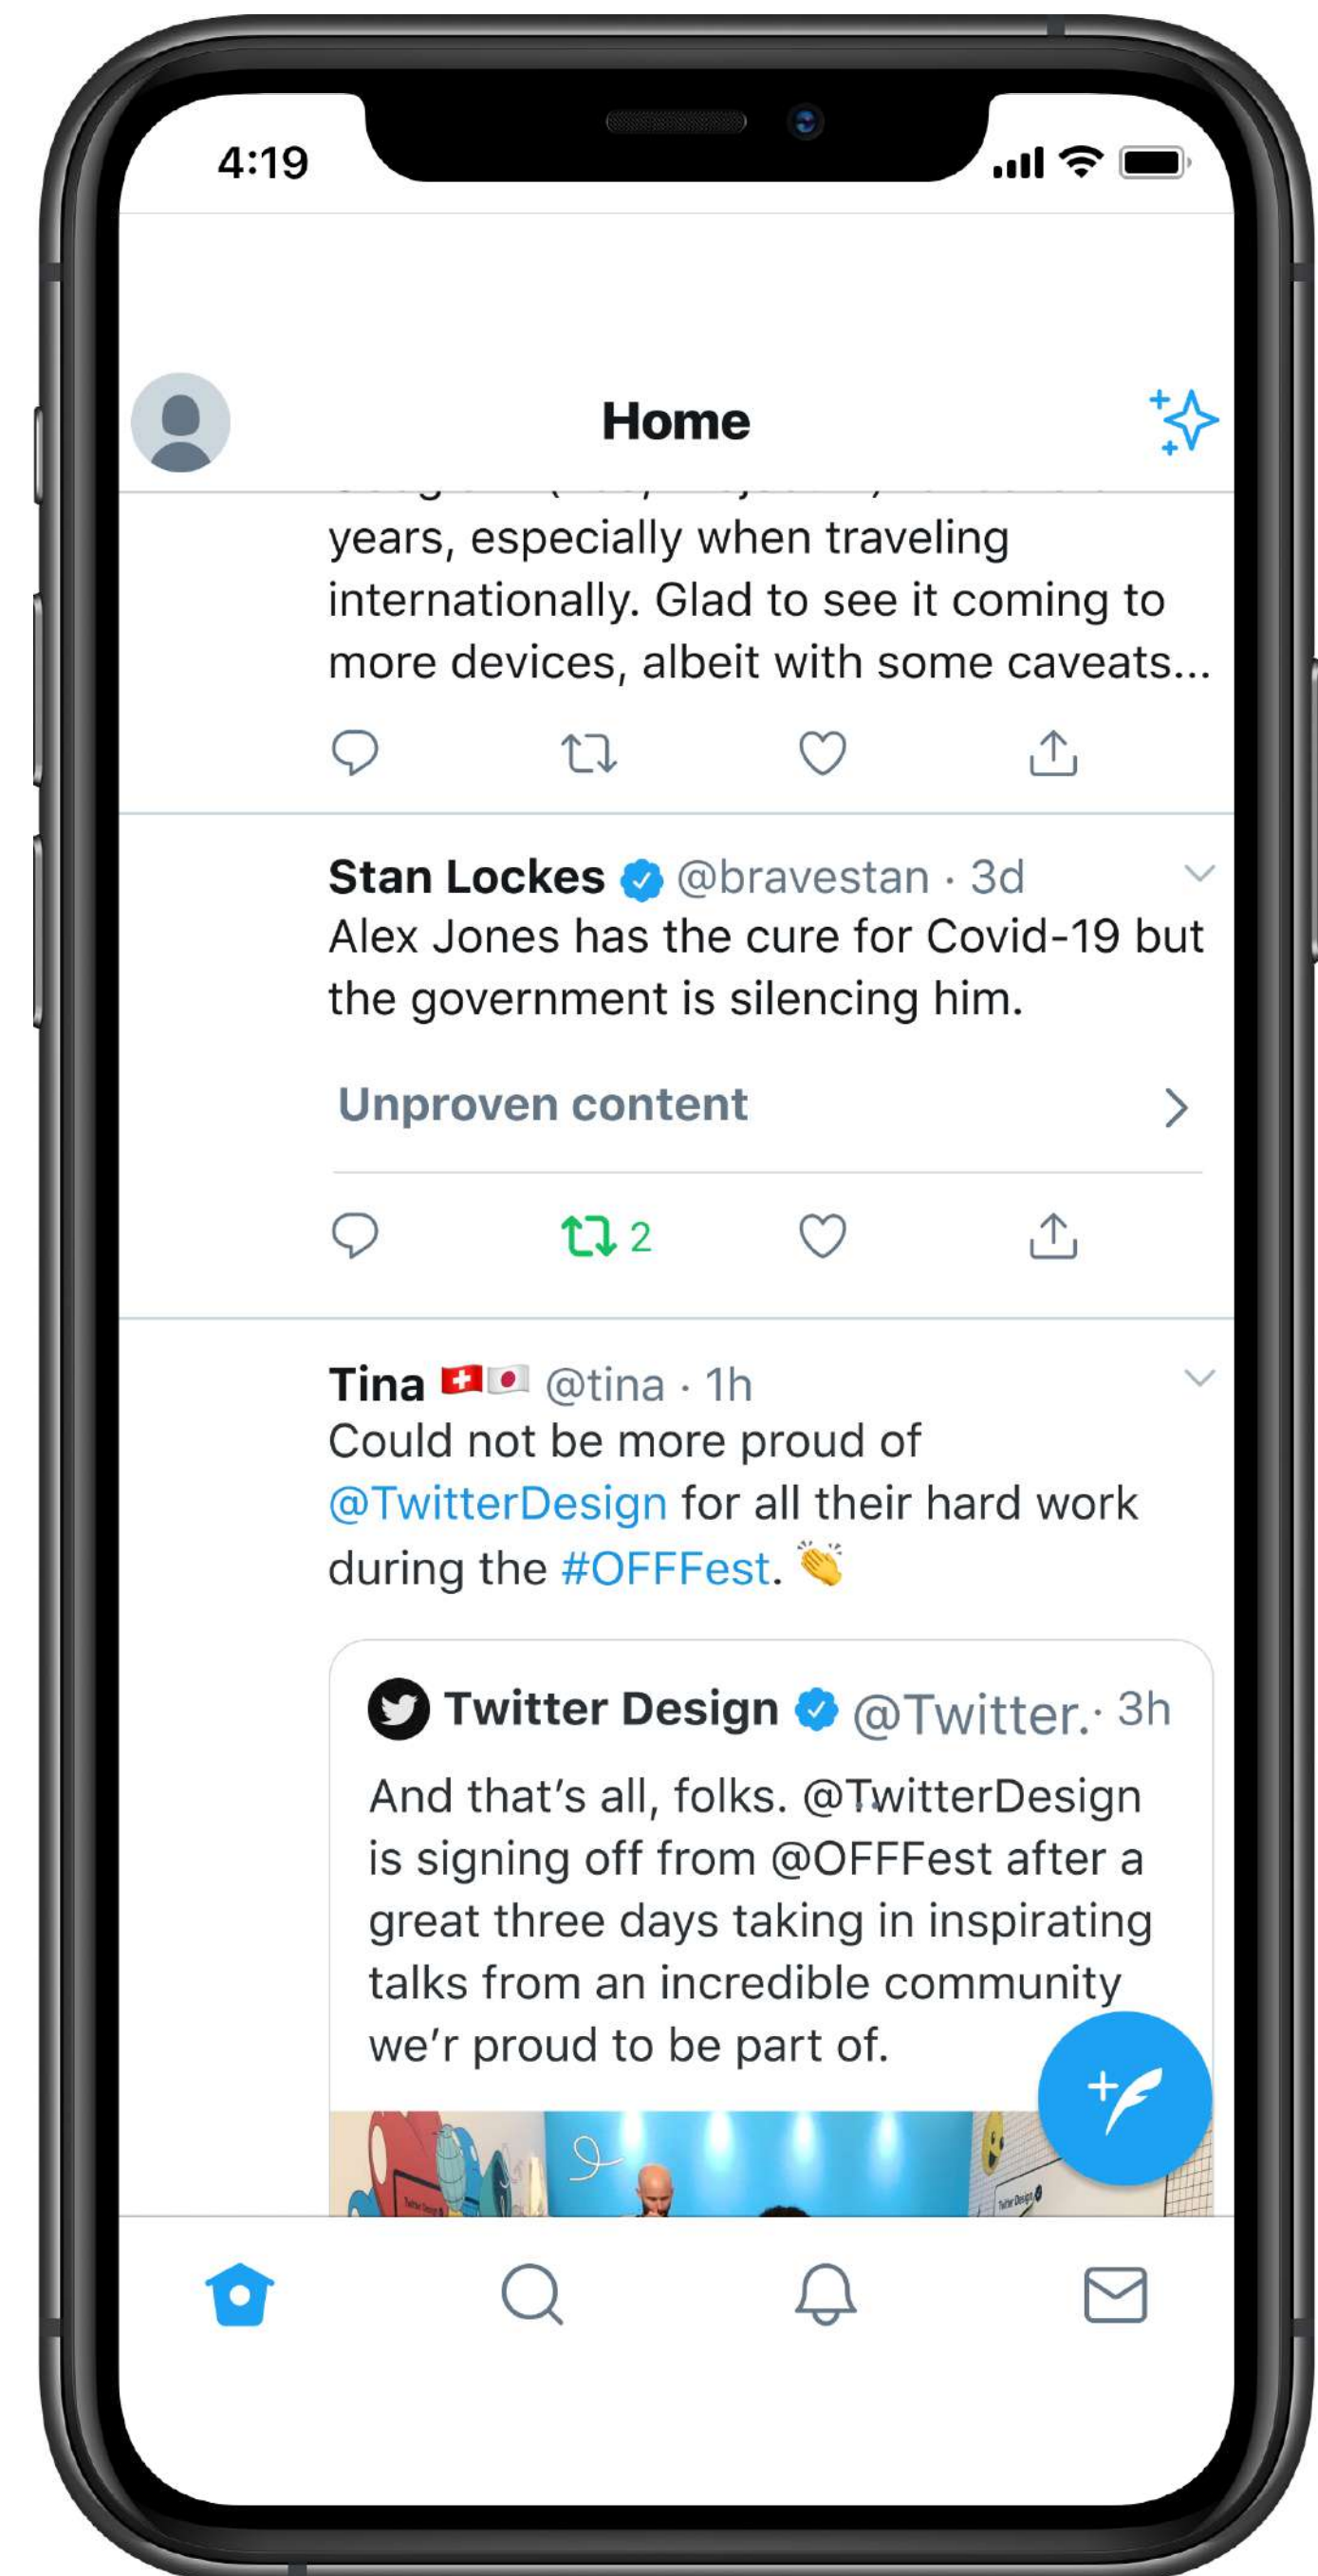 4:19
Home
years, especially when traveling
internationally. Glad to see it coming to
more devices, albeit with some caveats...
Stan Lockes @bravestan · 3d
Alex Jones has the cure for Covid-19 but
the government is silencing him.
Unproven content
2
Tina 🇨🇭🇯🇵 @tina · 1h
Could not be more proud of
@TwitterDesign for all their hard work
during the #OFFFest. 👏
Twitter Design @Twitter.· 3h
And that's all, folks. @TwitterDesign
is signing off from @OFFFest after a
great three days taking in inspirating
talks from an incredible community
we'r proud to be part of.
Twitter Design